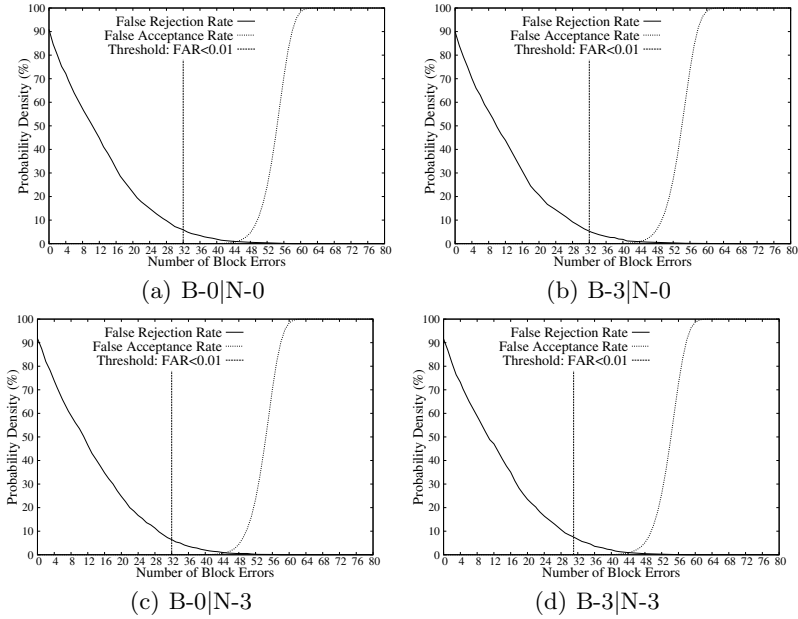 False Rejection Rate
False Acceptance Rate
Threshold: FAR<0.01
Probability Density (%)
100
90
80
70
60
50
40
30
20
10
0
0 4 8 12 16 20 24 28 32 36 40 44 48 52 56 60 64 68 72 76 80
Number of Block Errors
(a) B-0|N-0
False Rejection Rate
False Acceptance Rate
Threshold: FAR<0.01
Probability Density (%)
100
90
80
70
60
50
40
30
20
10
0
0 4 8 12 16 20 24 28 32 36 40 44 48 52 56 60 64 68 72 76 80
Number of Block Errors
(b) B-3|N-0
False Rejection Rate
False Acceptance Rate
Threshold: FAR<0.01
Probability Density (%)
100
90
80
70
60
50
40
30
20
10
0
0 4 8 12 16 20 24 28 32 36 40 44 48 52 56 60 64 68 72 76 80
Number of Block Errors
(c) B-0|N-3
False Rejection Rate
False Acceptance Rate
Threshold: FAR<0.01
Probability Density (%)
100
90
80
70
60
50
40
30
20
10
0
0 4 8 12 16 20 24 28 32 36 40 44 48 52 56 60 64 68 72 76 80
Number of Block Errors
(d) B-3|N-3